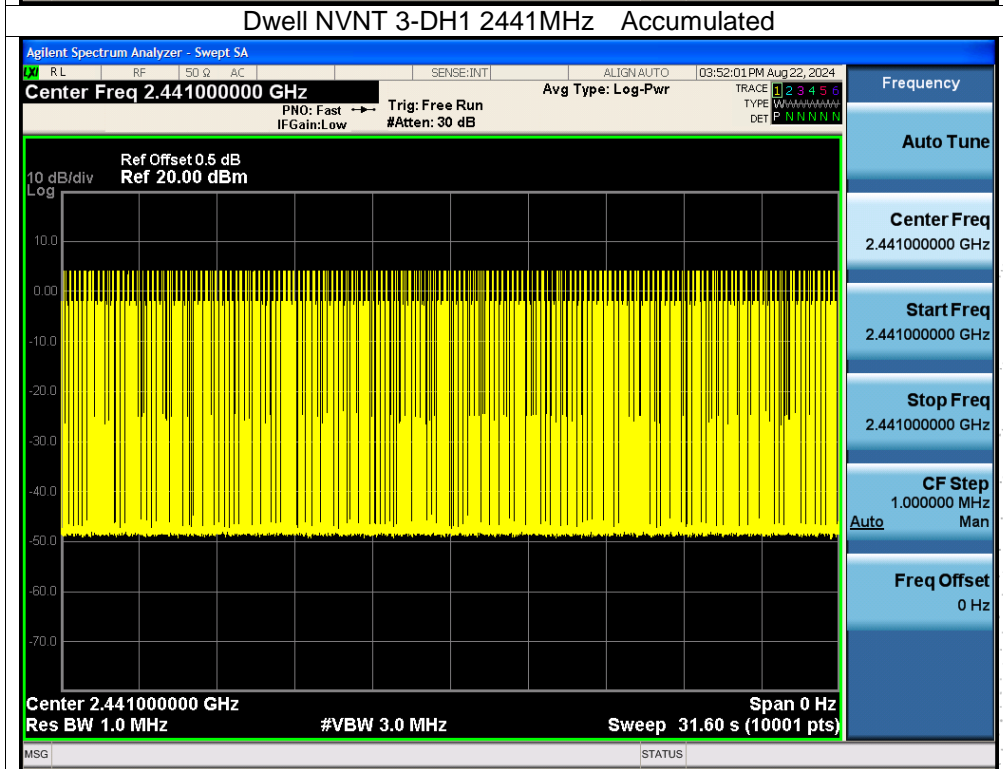 Dwell NVNT 3-DH1 2441MHz Accumulated
Agilent Spectrum Analyzer - Swept SA
LXI RL RF 50 Ω AC SENSE:INT ALIGN AUTO 03:52:01 PM Aug 22, 2024
Center Freq 2.441000000 GHz
PNO: Fast
IFGain:Low
Trig: Free Run
#Atten: 30 dB
Avg Type: Log-Pwr
TRACE 1 2 3 4 5 6
TYPE WWWWWW
DET P N N N N N
Ref Offset 0.5 dB
10 dB/div Ref 20.00 dBm
Log
10.0
0.00
-10.0
-20.0
-30.0
-40.0
-50.0
-60.0
-70.0
Center 2.441000000 GHz Span 0 Hz
Res BW 1.0 MHz #VBW 3.0 MHz Sweep 31.60 s (10001 pts)
MSG STATUS
Frequency
Auto Tune
Center Freq
2.441000000 GHz
Start Freq
2.441000000 GHz
Stop Freq
2.441000000 GHz
CF Step
1.000000 MHz
Auto Man
Freq Offset
0 Hz